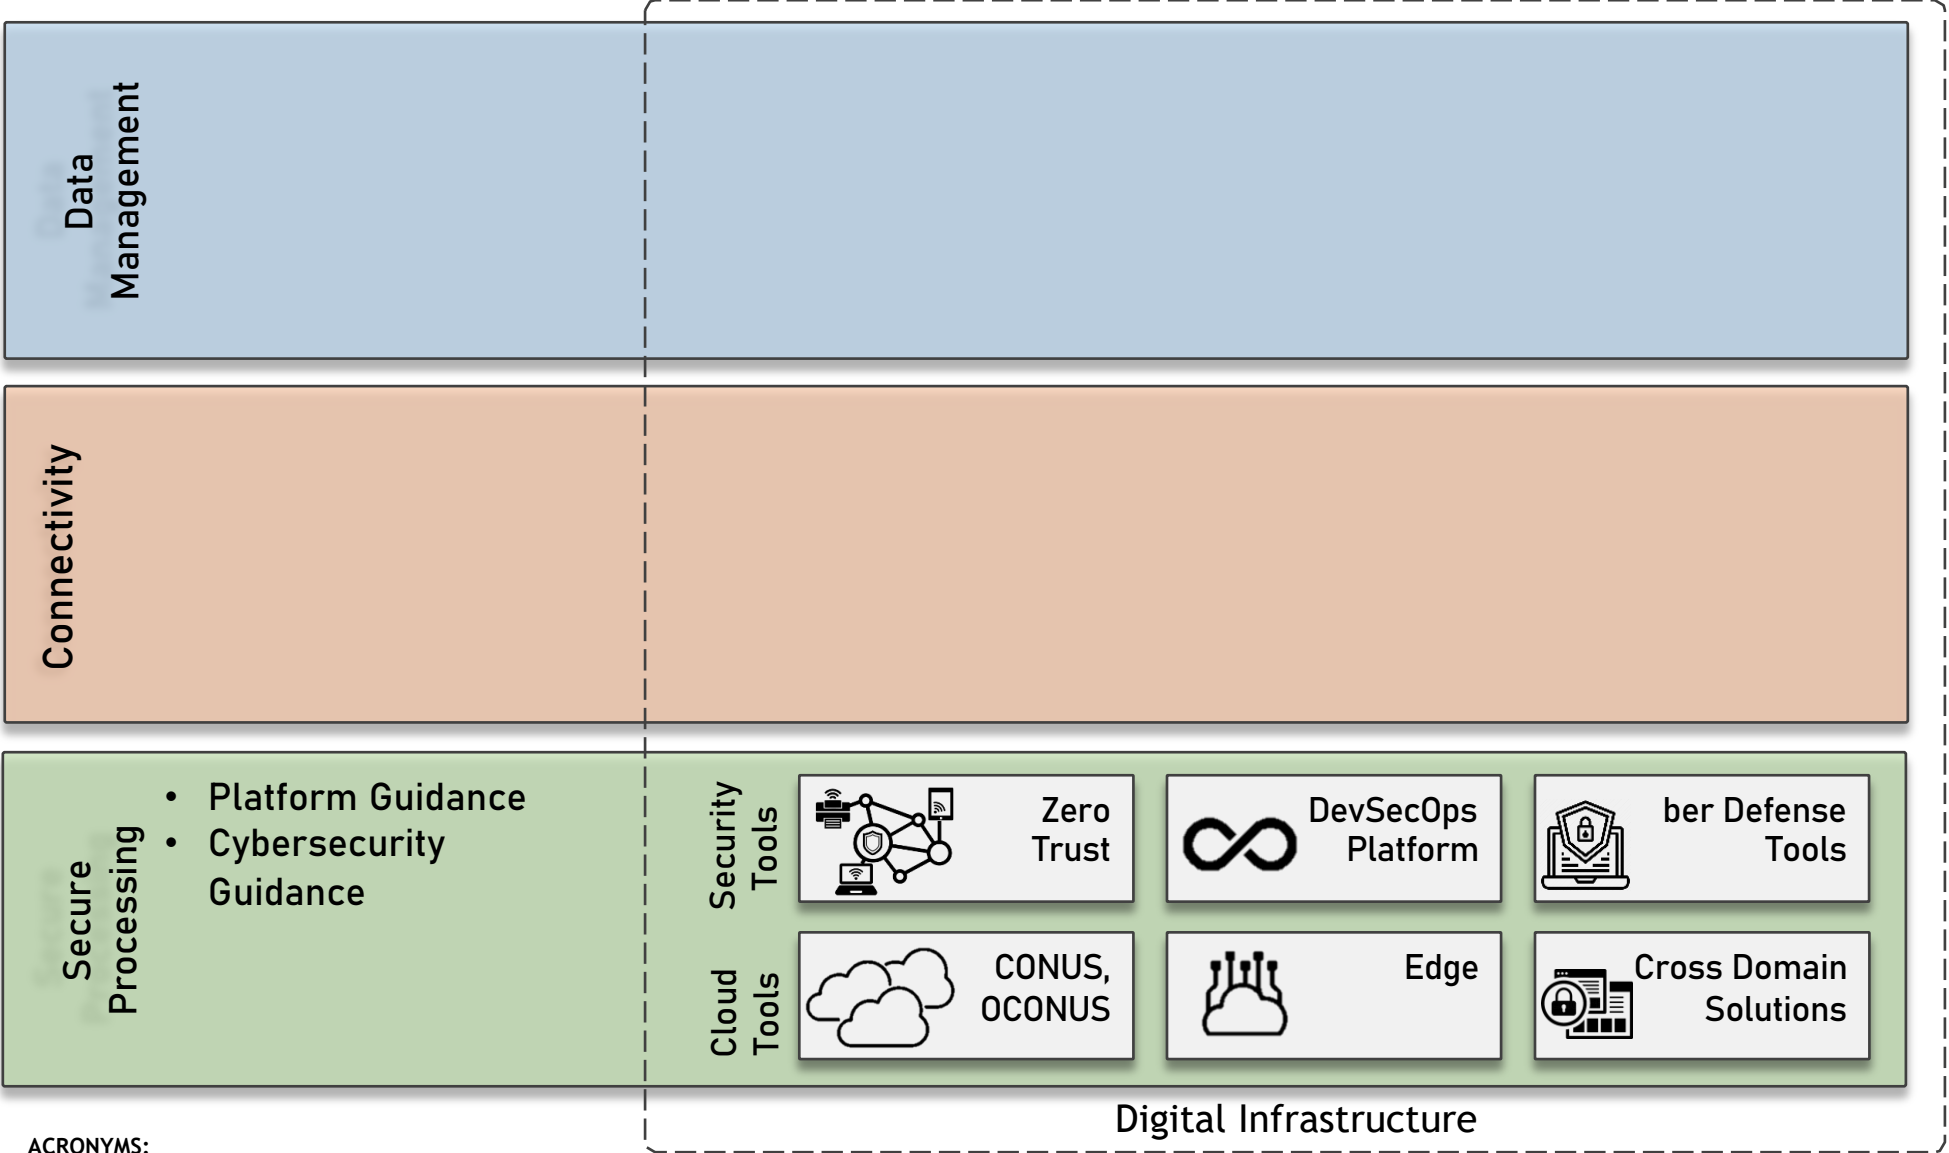 Data
Management
Connectivity
Secure
Processing
• Platform Guidance
• Cybersecurity
Guidance
Security
Tools
Zero
Trust
DevSecOps
Platform
ber Defense
Tools
Cloud
Tools
CONUS,
OCONUS
Edge
Cross Domain
Solutions
Digital Infrastructure
ACRONYMS: